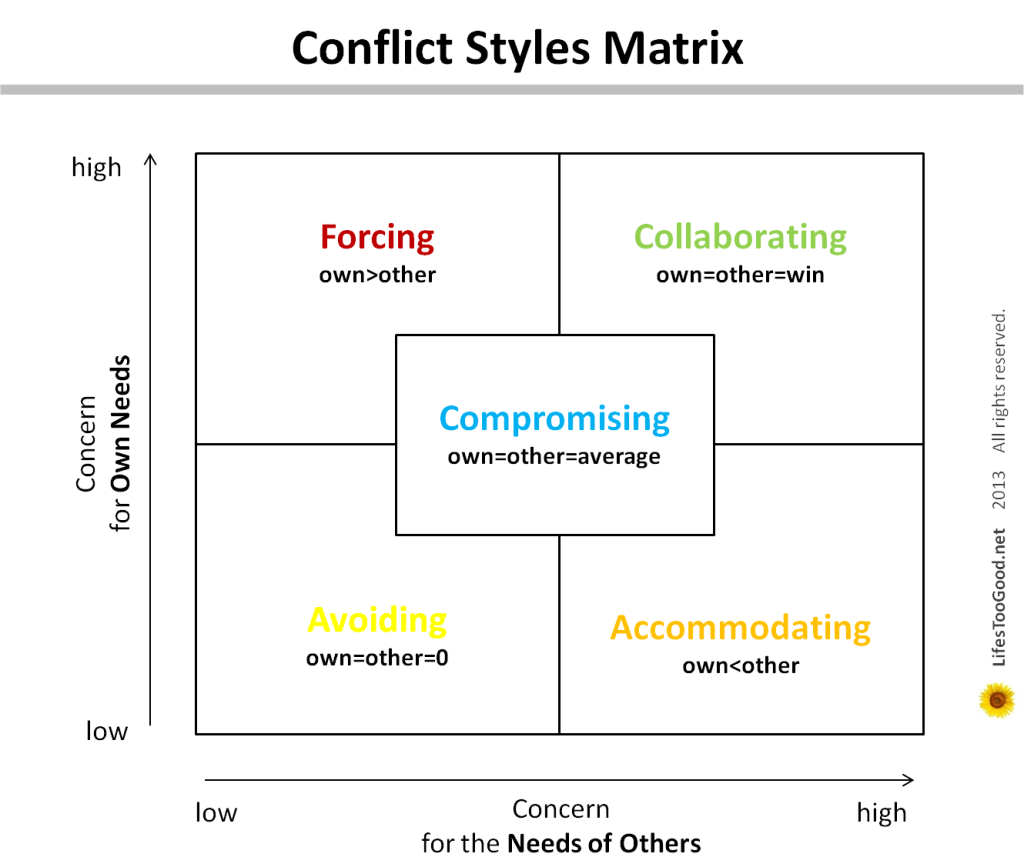 Conflict Styles Matrix
high
Forcing
own>other
Collaborating
own=other=win
Concern
for Own Needs
Compromising
own=other=average
Avoiding
own=other=0
Accommodating
own<other
low
low
Concern
for the Needs of Others
high
LifesTooGood.net 2013 All rights reserved.